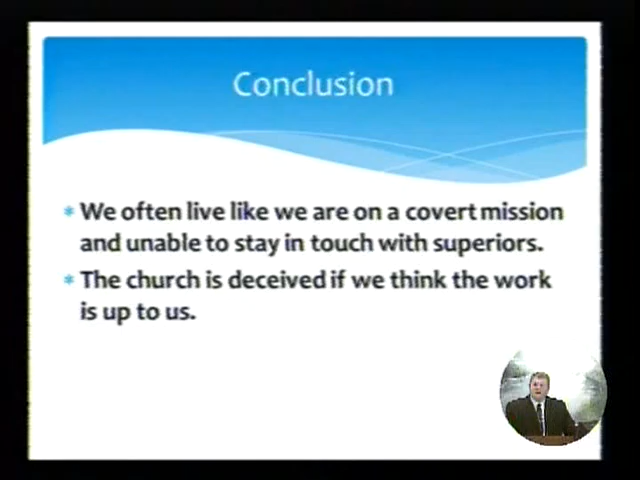 Conclusion
We often live like we are on a covert mission
and unable to stay in touch with superiors.
The church is deceived if we think the work
is up to us.